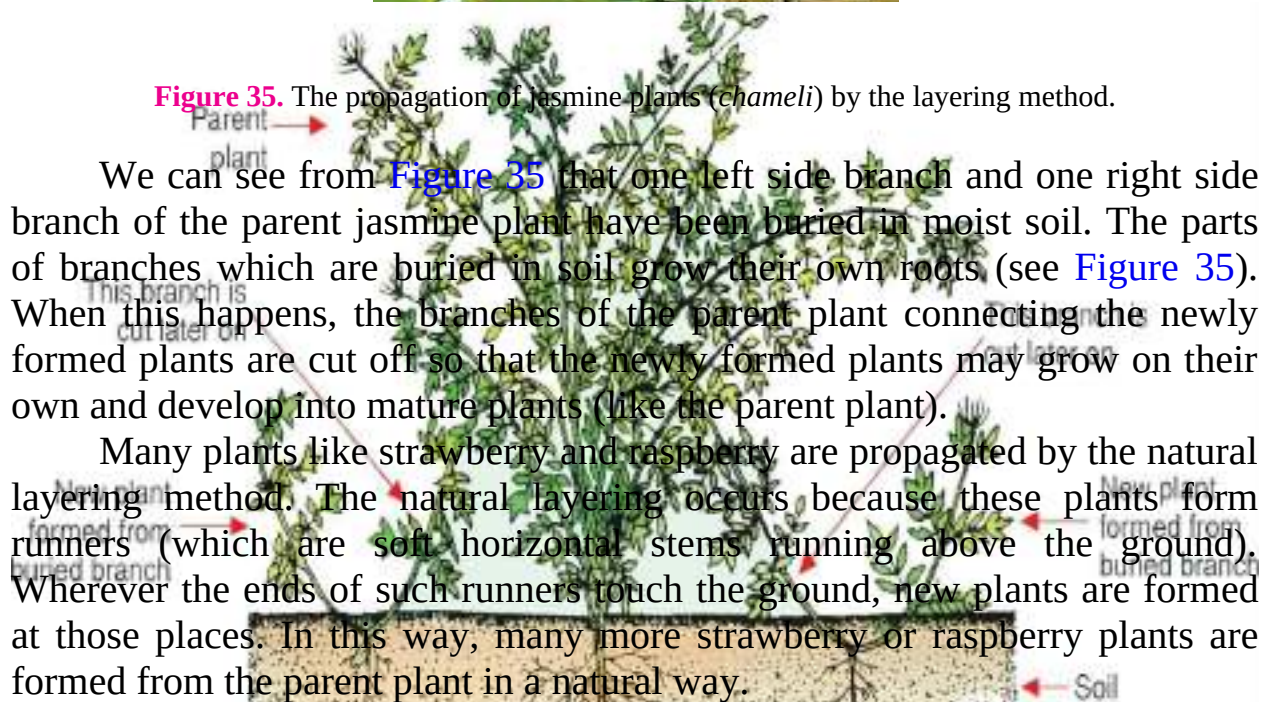 Figure 35. The propagation of jasmine plants (chameli) by the layering method.
Parent
plant
We can see from Figure 35 that one left side branch and one right side
branch of the parent jasmine plant have been buried in moist soil. The parts
of branches which are buried in soil grow their own roots (see Figure 35).
When this happens, the branches of the parent plant connecting the newly
formed plants are cut off so that the newly formed plants may grow on their
own and develop into mature plants (like the parent plant).
Many plants like strawberry and raspberry are propagated by the natural
layering method. The natural layering occurs because these plants form
runners (which are soft horizontal stems running above the ground).
Wherever the ends of such runners touch the ground, new plants are formed
at those places. In this way, many more strawberry or raspberry plants are
formed from the parent plant in a natural way.
This branch is
cut later on
cut later on
New plant
formed from
buried branch
New plant
formed from
buried branch
Soil